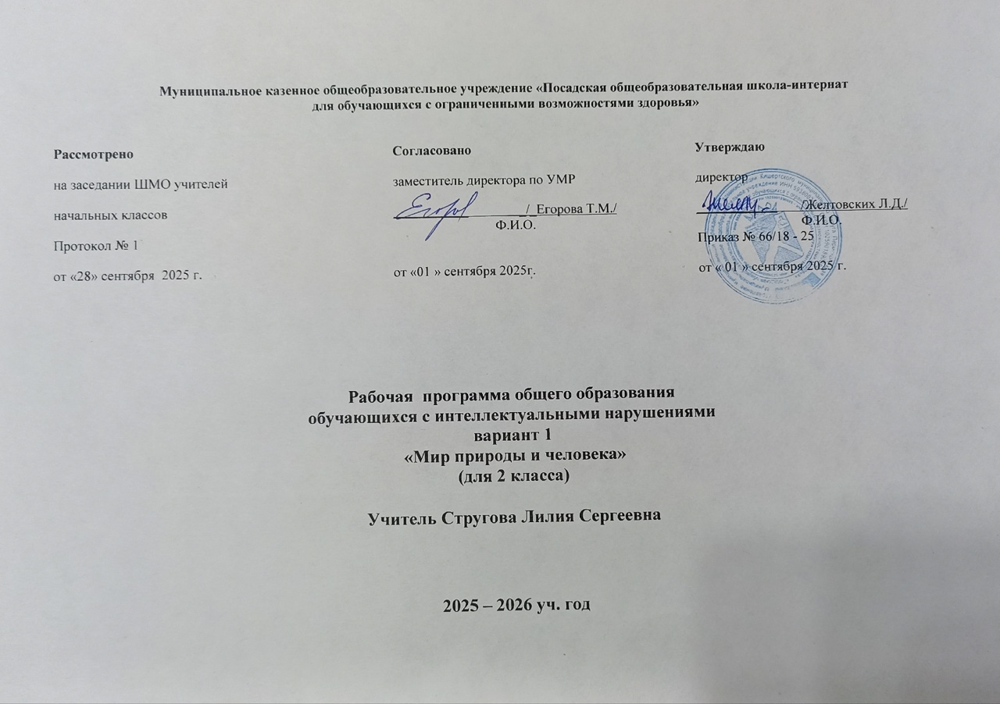 Муниципальное казенное общеобразовательное учреждение «Посадская общеобразовательная школа-интернат
для обучающихся с ограниченными возможностями здоровья»
Рассмотрено
на заседании ШМО учителей
начальных классов
Протокол № 1
от «28» сентября 2025 г.
Согласовано
заместитель директора по УМР
Егоров / Егорова Т.М./
Ф.И.О.
от «01 » сентября 2025г.
Утверждаю
директор
/Желтовских Л.Д./
Ф.И.О.
Приказ № 66/18 - 25
от « 01 » сентября 2025 г.
Рабочая программа общего образования
обучающихся с интеллектуальными нарушениями
вариант 1
«Мир природы и человека»
(для 2 класса)
Учитель Стругова Лилия Сергеевна
2025 – 2026 уч. год